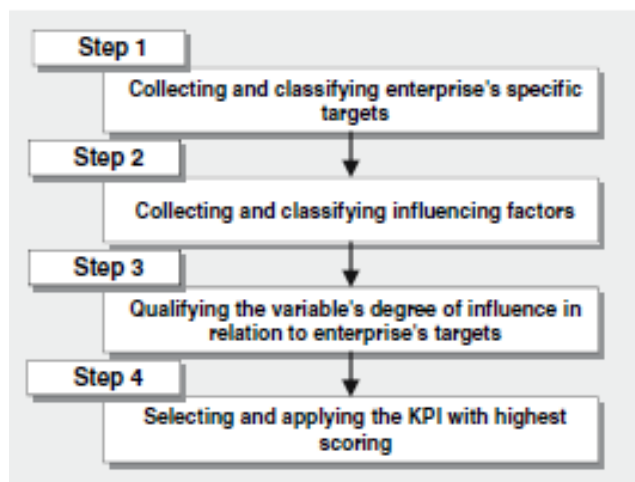 Step 1
Collecting and classifying enterprise's specific
targets
Step 2
Collecting and classifying influencing factors
Step 3
Qualifying the variable's degree of influence in
relation to enterprise's targets
Step 4
Selecting and applying the KPI with highest
scoring